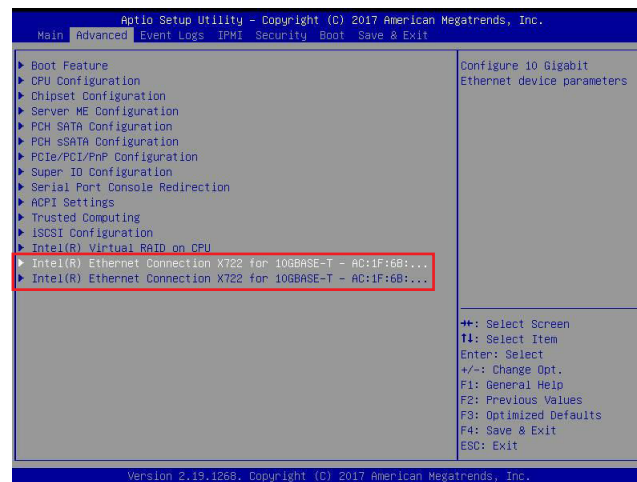 Aptio Setup Utility – Copyright (C) 2017 American Megatrends, Inc.
Main Advanced Event Logs IPMI Security Boot Save & Exit
Boot Feature
CPU Configuration
Chipset Configuration
Server ME Configuration
PCH SATA Configuration
PCH sSATA Configuration
PCIe/PCI/PnP Configuration
Super IO Configuration
Serial Port Console Redirection
ACPI Settings
Trusted Computing
iSCSI Configuration
Intel(R) Virtual RAID on CPU
Intel(R) Ethernet Connection X722 for 10GBASE-T - AC:1F:6B:...
Intel(R) Ethernet Connection X722 for 10GBASE-T - AC:1F:6B:...
Configure 10 Gigabit
Ethernet device parameters
→←: Select Screen
↑↓: Select Item
Enter: Select
+/-: Change Opt.
F1: General Help
F2: Previous Values
F3: Optimized Defaults
F4: Save & Exit
ESC: Exit
Version 2.19.1268. Copyright (C) 2017 American Megatrends, Inc.